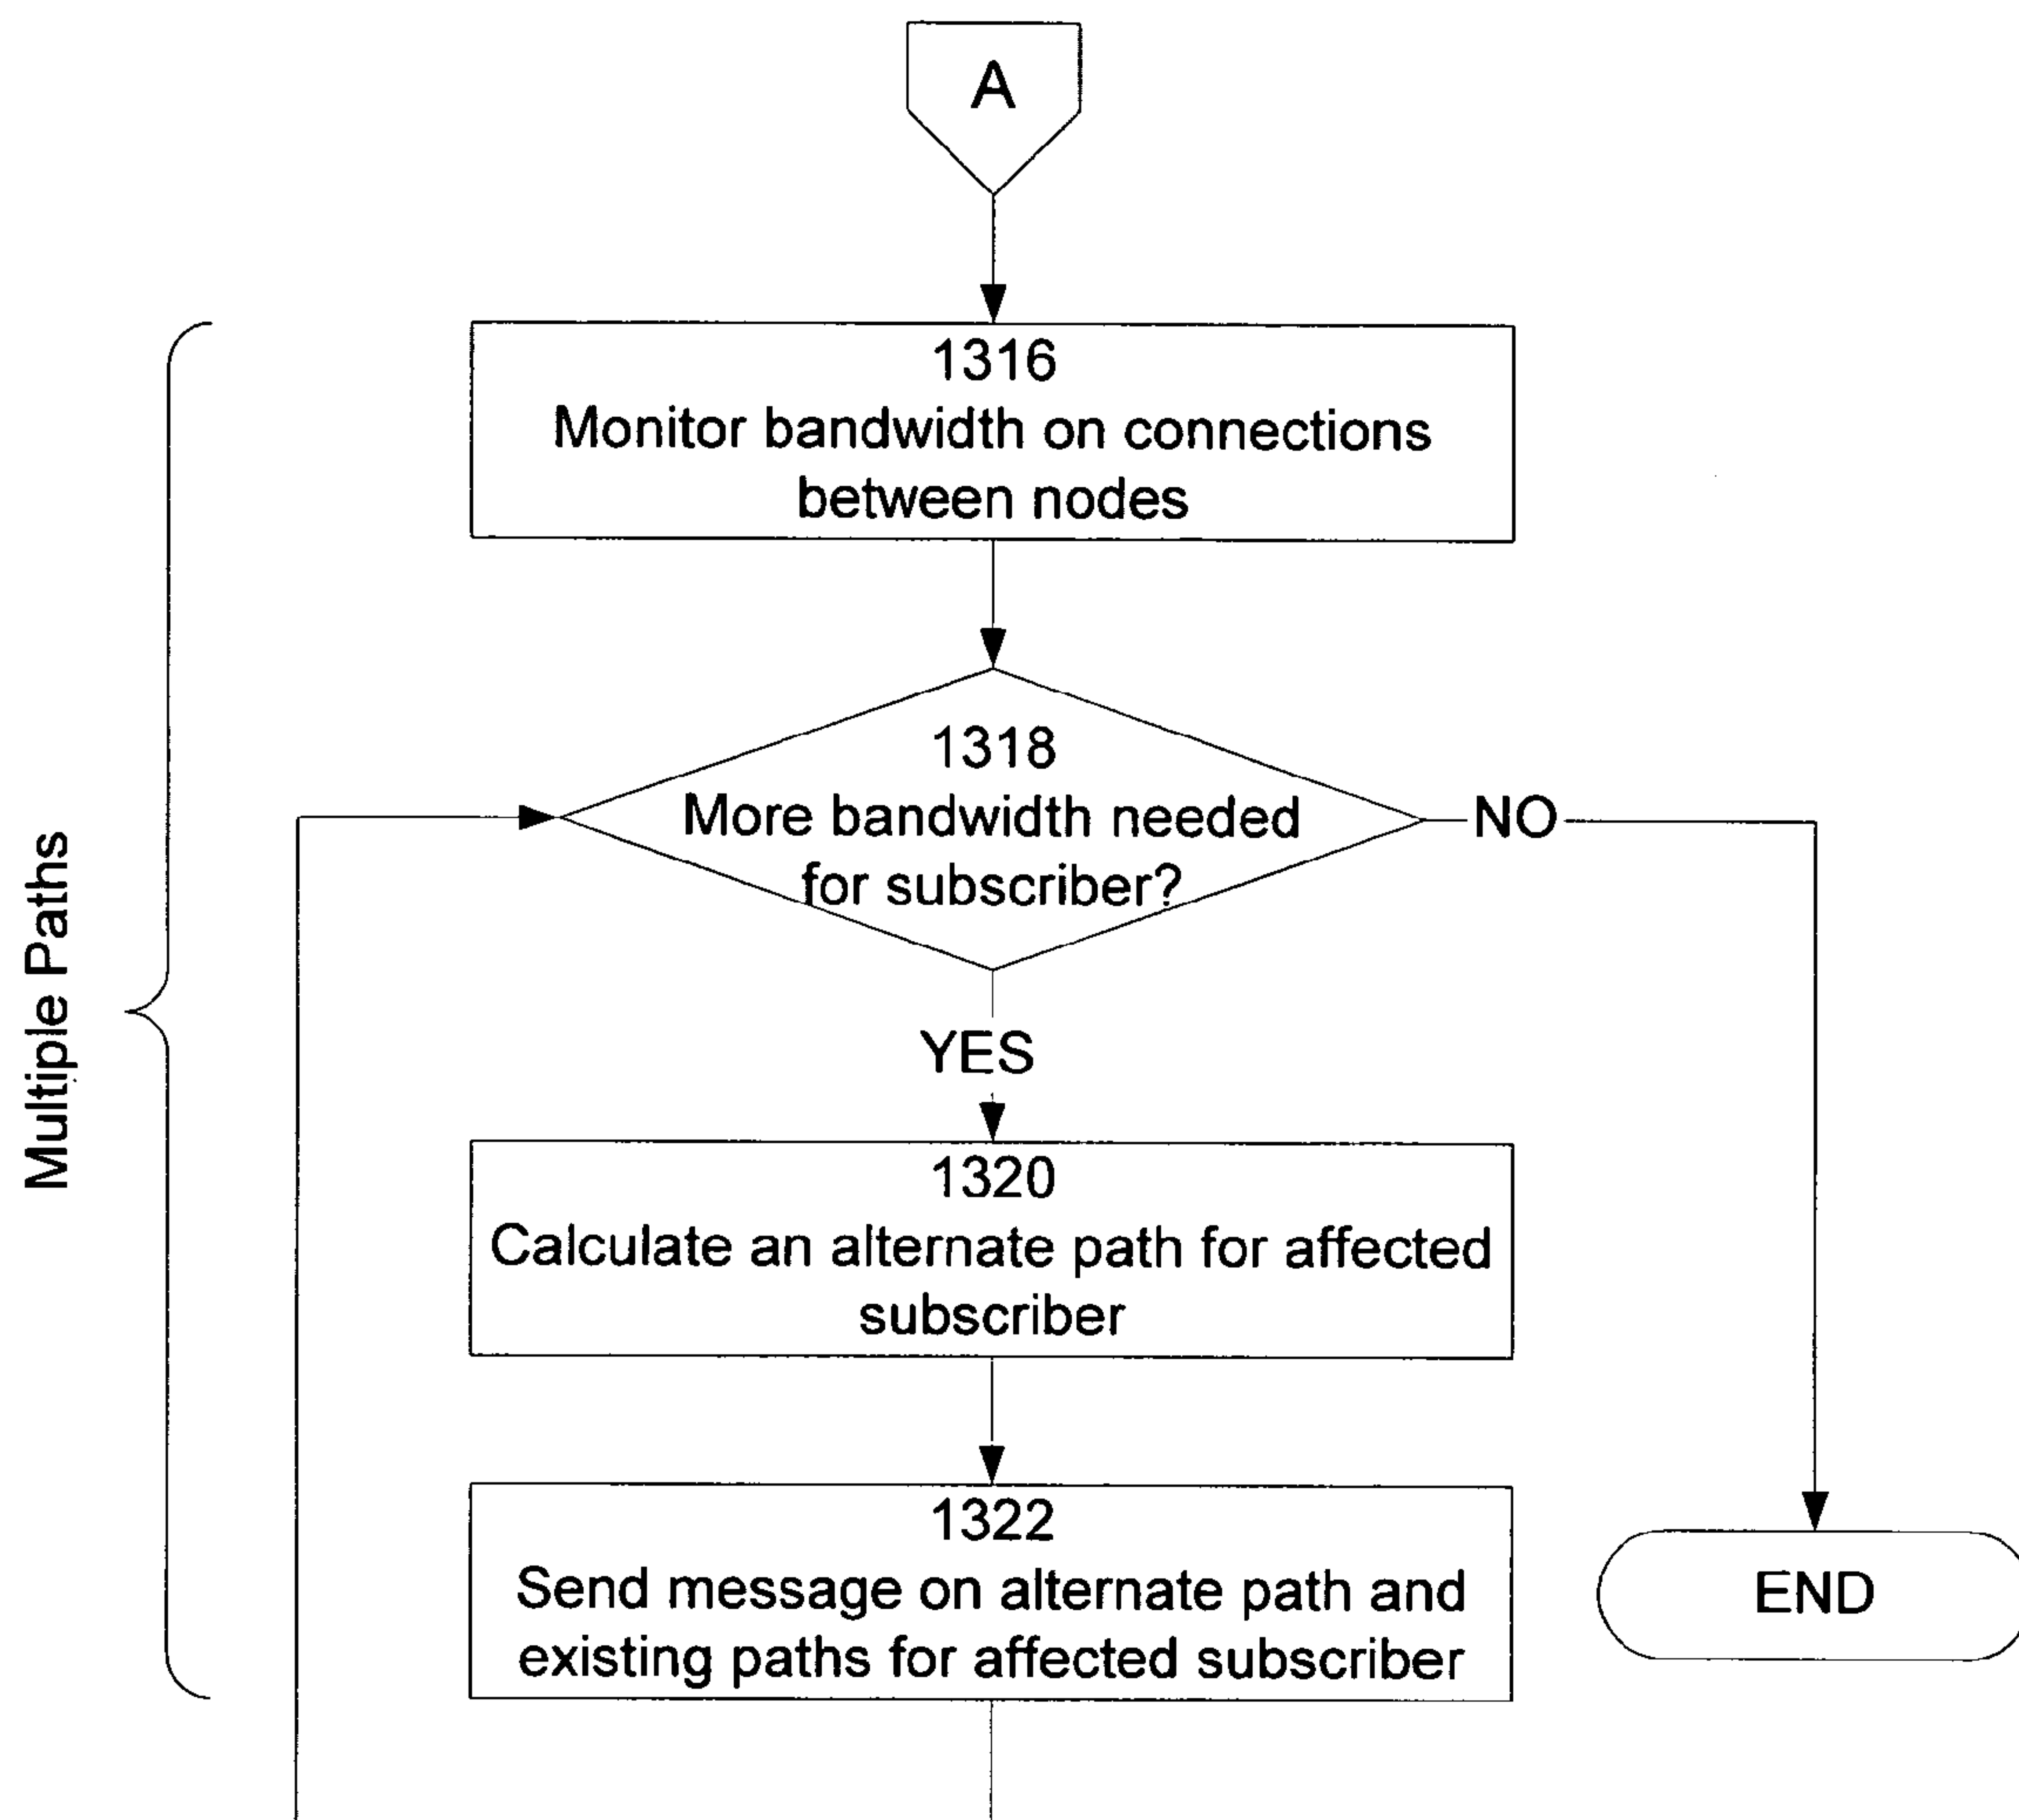 A
1316
Monitor bandwidth on connections
between nodes
1318
More bandwidth needed
for subscriber?
NO
YES
Multiple Paths
1320
Calculate an alternate path for affected
subscriber
1322
Send message on alternate path and
existing paths for affected subscriber
END